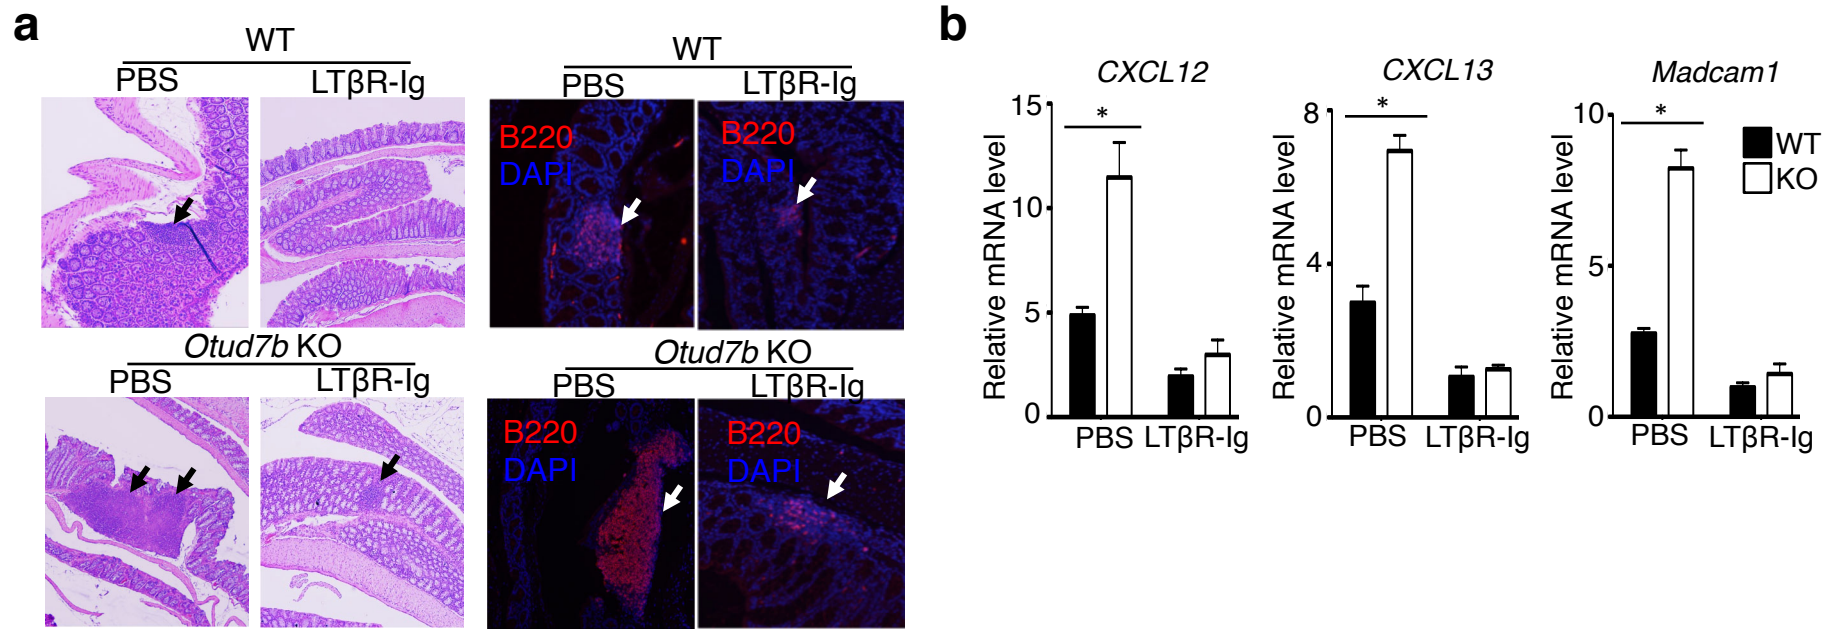 a
WT
PBS LTβR-Ig
WT
PBS LTβR-Ig
B220
DAPI
B220
DAPI
Otud7b KO
PBS LTβR-Ig
Otud7b KO
PBS LTβR-Ig
B220
DAPI
B220
DAPI
b
CXCL12
Relative mRNA level
15
10
5
0
*
PBS LTβR-Ig
CXCL13
Relative mRNA level
8
4
0
*
PBS LTβR-Ig
Madcam1
Relative mRNA level
10
5
0
*
PBS LTβR-Ig
WT
KO